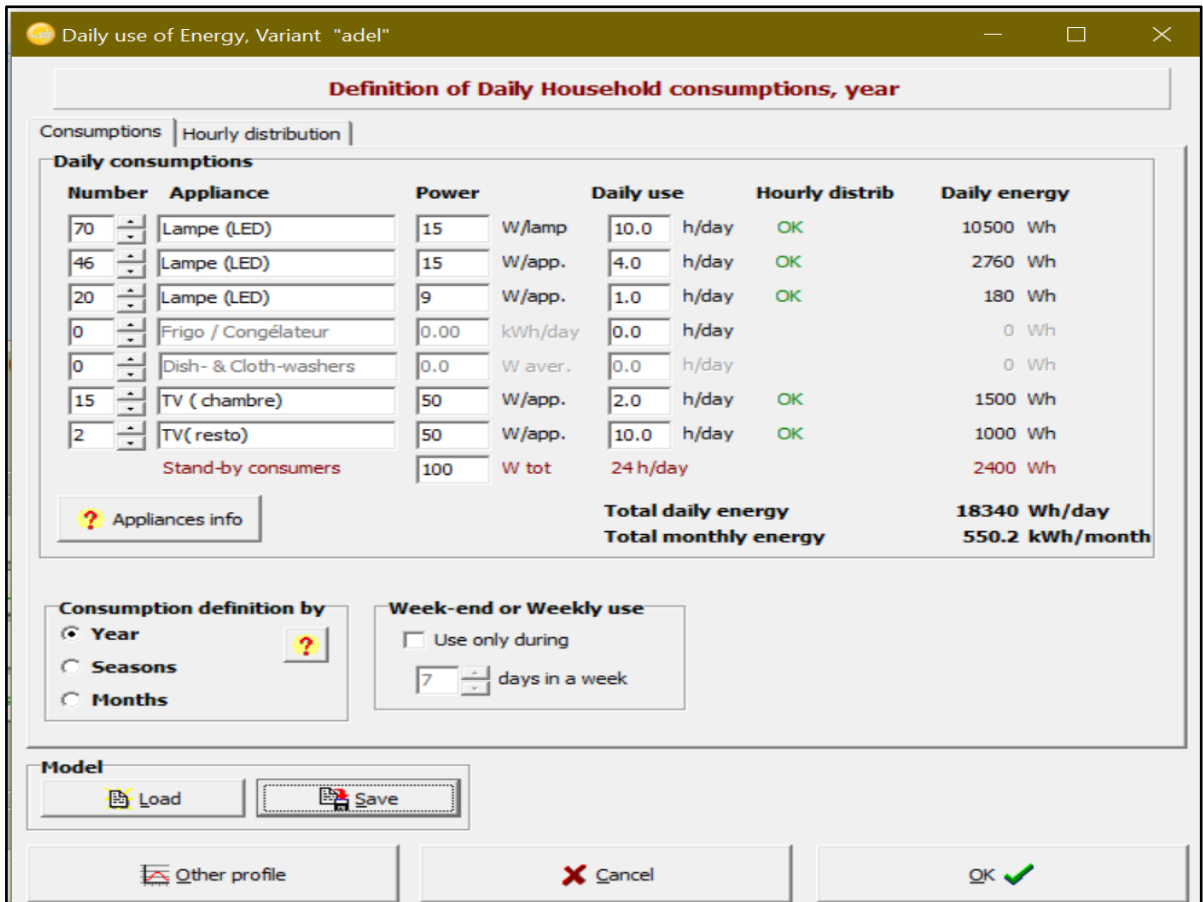 Daily use of Energy, Variant "adel"
Definition of Daily Household consumptions, year
Consumptions Hourly distribution
Daily consumptions
Number Appliance Power Daily use Hourly distrib Daily energy
70 Lampe (LED) 15 W/lamp 10.0 h/day OK 10500 Wh
46 Lampe (LED) 15 W/app. 4.0 h/day OK 2760 Wh
20 Lampe (LED) 9 W/app. 1.0 h/day OK 180 Wh
0 Frigo / Congélateur 0.00 kWh/day 0.0 h/day 0 Wh
0 Dish- & Cloth-washers 0.0 W aver. 0.0 h/day 0 Wh
15 TV ( chambre) 50 W/app. 2.0 h/day OK 1500 Wh
2 TV( resto) 50 W/app. 10.0 h/day OK 1000 Wh
Stand-by consumers 100 W tot 24 h/day 2400 Wh
? Appliances info
Total daily energy 18340 Wh/day
Total monthly energy 550.2 kWh/month
Consumption definition by
Year
?
Seasons
Months
Week-end or Weekly use
Use only during
7 days in a week
Model
Load Save
Other profile Cancel OK